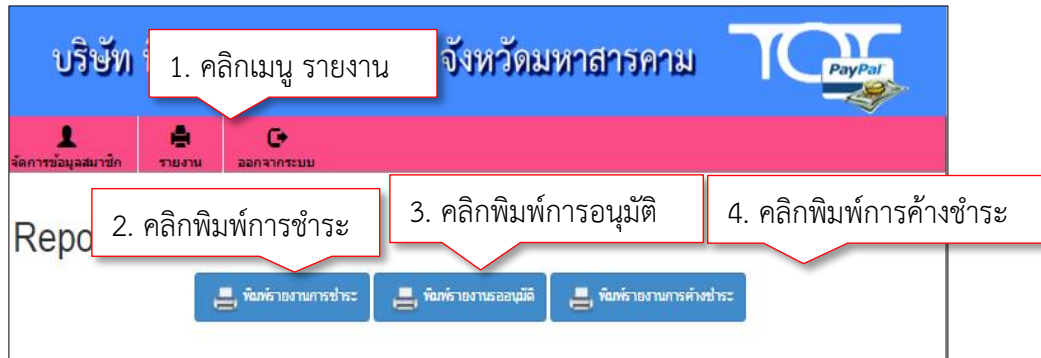 บริษัท
1. คลิกเมนู รายงาน
จังหวัดมหาสารคาม
TOT
PayPal
จัดการข้อมูลสมาชิก
รายงาน
ออกจากระบบ
2. คลิกพิมพ์การชำระ
3. คลิกพิมพ์การอนุมัติ
4. คลิกพิมพ์การค้างชำระ
Repo
พิมพ์รายงานการชำระ
พิมพ์รายงานรออนุมัติ
พิมพ์รายงานการค้างชำระ